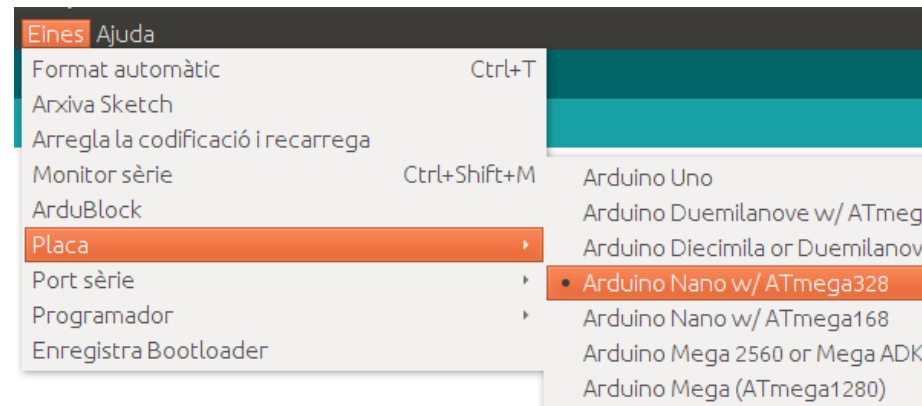 Eines Ajuda
Format automàtic Ctrl+T
Arxiva Sketch
Arregla la codificació i recarrega
Monitor sèrie Ctrl+Shift+M
ArduBlock
Placa
Port sèrie
Programador
Enregistra Bootloader
Arduino Uno
Arduino Duemilanove w/ ATmeg
Arduino Diecimila or Duemilanov
Arduino Nano w/ ATmega328
Arduino Nano w/ ATmega168
Arduino Mega 2560 or Mega ADK
Arduino Mega (ATmega1280)